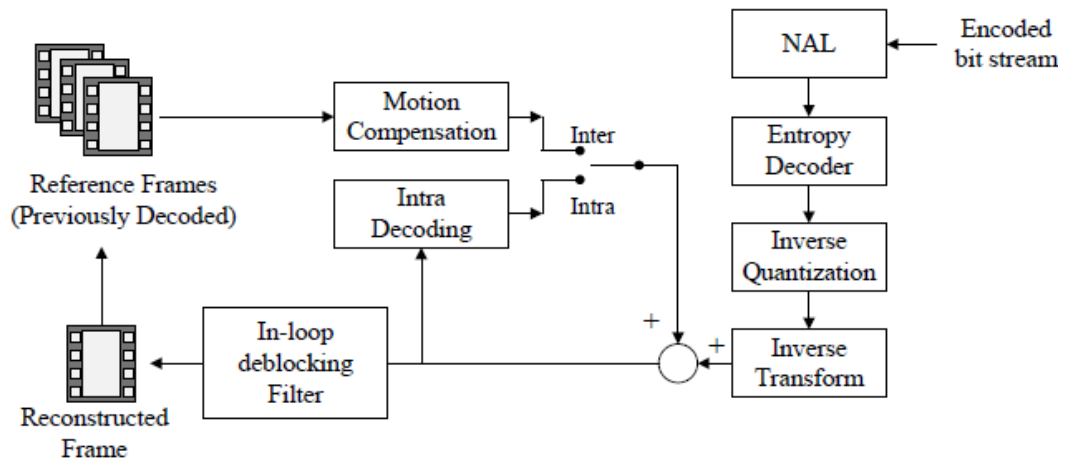 NAL
Encoded
bit stream
Motion
Compensation
Inter
Entropy
Decoder
Reference Frames
(Previously Decoded)
Intra
Decoding
Intra
Inverse
Quantization
+
+
In-loop
deblocking
Filter
Inverse
Transform
Reconstructed
Frame